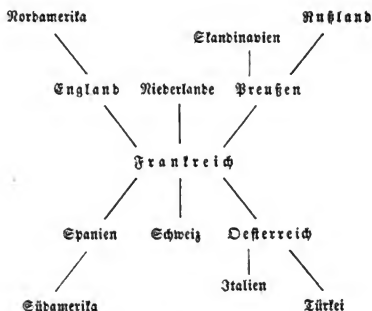 Nordamerika Rußland
Skandinavien
England Niederlande Preußen
Frankreich
Spanien Schweiz Oesterreich
Italien
Südamerika Türkei